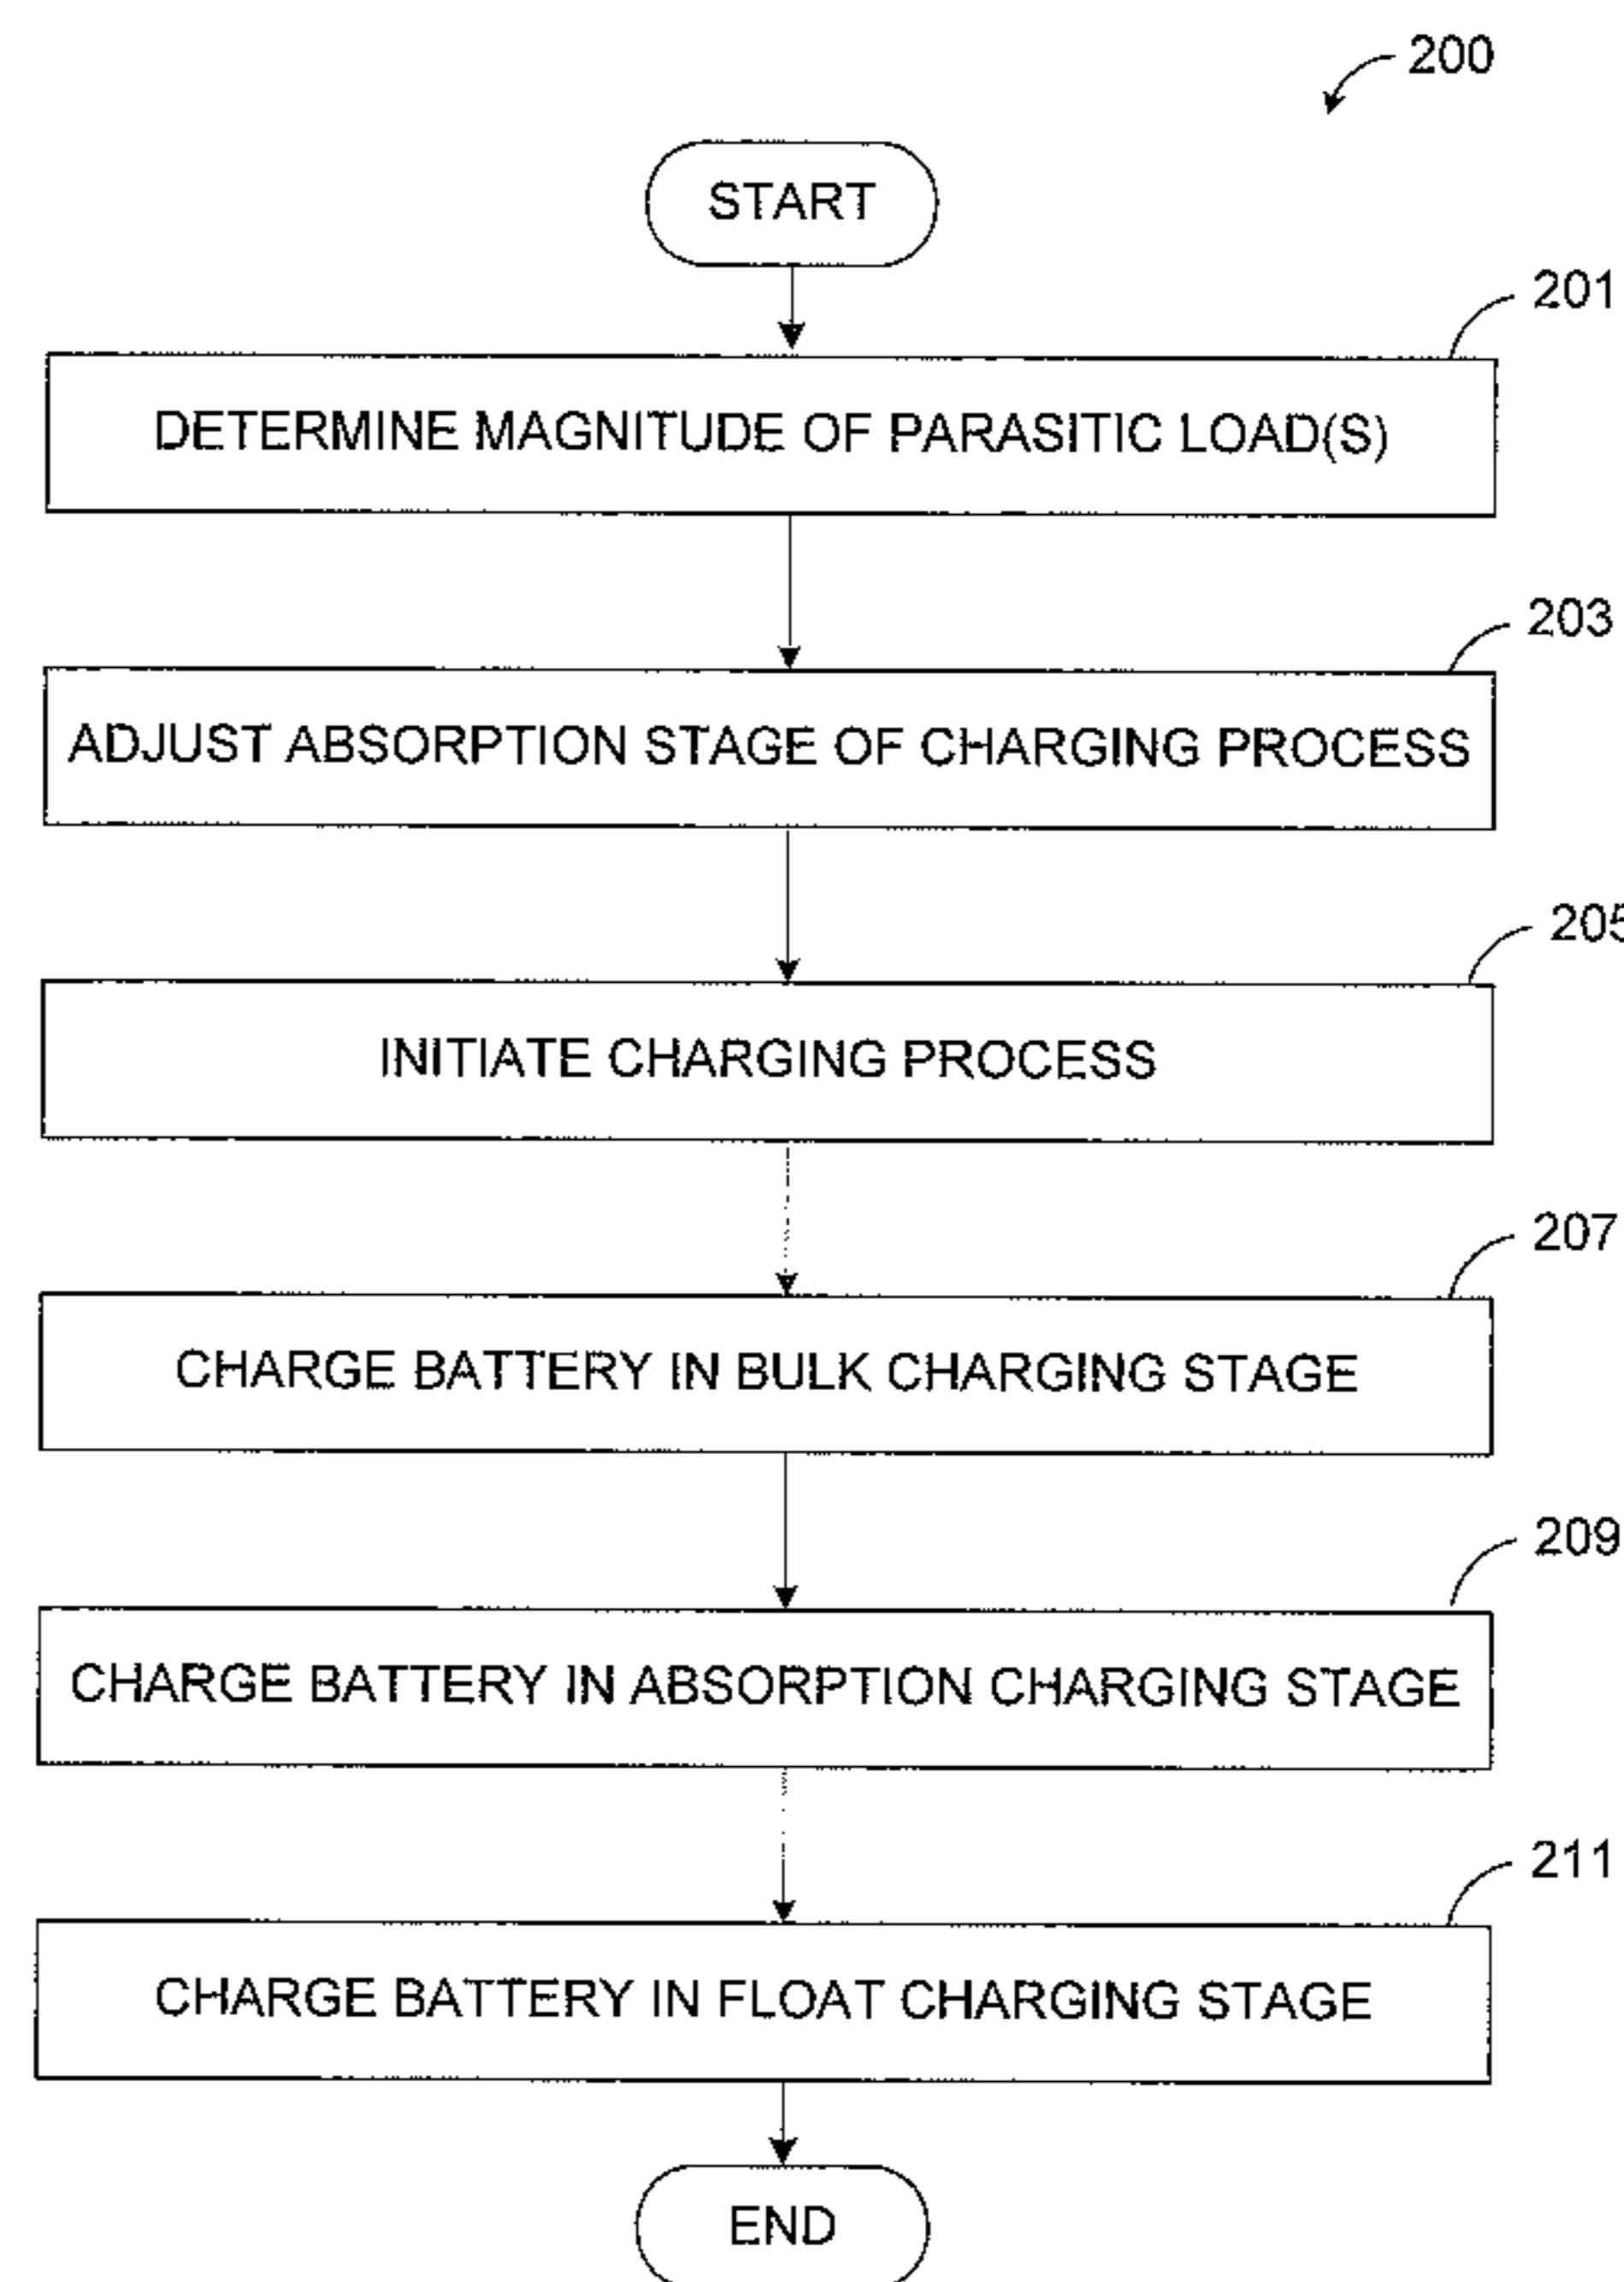 200
START
201
DETERMINE MAGNITUDE OF PARASITIC LOAD(S)
203
ADJUST ABSORPTION STAGE OF CHARGING PROCESS
205
INITIATE CHARGING PROCESS
207
CHARGE BATTERY IN BULK CHARGING STAGE
209
CHARGE BATTERY IN ABSORPTION CHARGING STAGE
211
CHARGE BATTERY IN FLOAT CHARGING STAGE
END